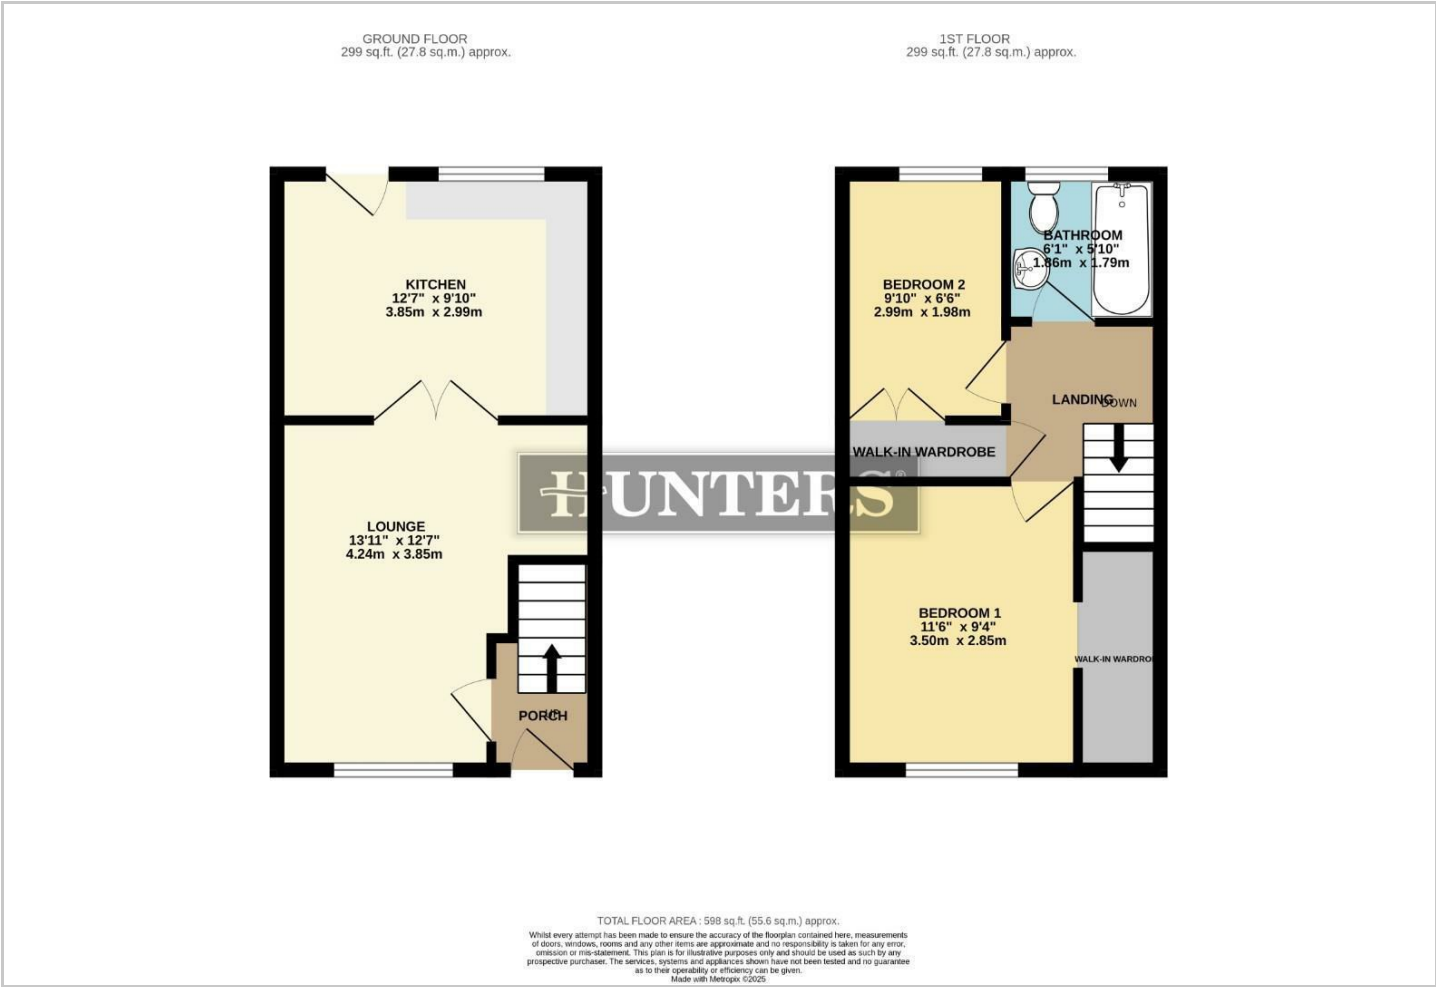 GROUND FLOOR
299 sq.ft. (27.8 sq.m.) approx.
1ST FLOOR
299 sq.ft. (27.8 sq.m.) approx.
KITCHEN
12'7" x 9'10"
3.85m x 2.99m
LOUNGE
13'11" x 12'7"
4.24m x 3.85m
UP
PORCH
BEDROOM 2
9'10" x 6'6"
2.99m x 1.98m
BATHROOM
6'1" x 5'10"
1.86m x 1.79m
LANDING
DOWN
WALK-IN WARDROBE
HUNTERS®
BEDROOM 1
11'6" x 9'4"
3.50m x 2.85m
WALK-IN WARDRO
TOTAL FLOOR AREA : 598 sq.ft. (55.6 sq.m.) approx.
Whilst every attempt has been made to ensure the accuracy of the floorplan contained here, measurements
of doors, windows, rooms and any other items are approximate and no responsibility is taken for any error,
omission or mis-statement. This plan is for illustrative purposes only and should be used as such by any
prospective purchaser. The services, systems and appliances shown have not been tested and no guarantee
as to their operability or efficiency can be given.
Made with Metropix ©2025